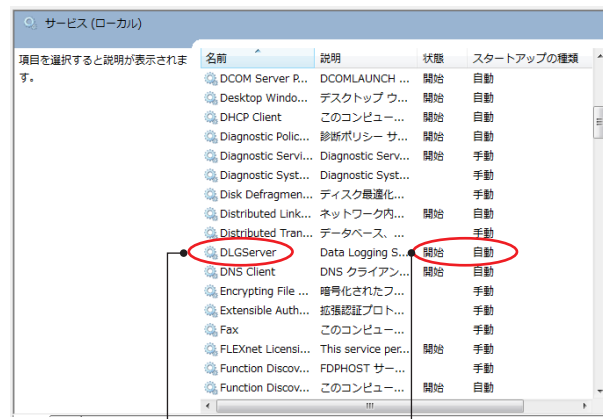 サービス (ローカル)
項目を選択すると説明が表示されま
す。
名前 説明 状態 スタートアップの種類
DCOM Server P... DCOMLAUNCH ... 開始 自動
Desktop Windo... デスクトップ ウ... 開始 自動
DHCP Client このコンピュー... 開始 自動
Diagnostic Polic... 診断ポリシー サ... 開始 自動
Diagnostic Servi... Diagnostic Serv... 開始 手動
Diagnostic Syst... Diagnostic Syst... 手動
Disk Defragmen... ディスク最適化... 手動
Distributed Link... ネットワーク内... 開始 自動
Distributed Tran... データベース、... 手動
DLGServer Data Logging S... 開始 自動
DNS Client DNS クライアン... 開始 自動
Encrypting File ... 暗号化されたフ... 手動
Extensible Auth... 拡張認証プロト... 手動
Fax このコンピュー... 手動
FLEXnet Licensi... This service per... 開始 手動
Function Discov... FDPHOST サー... 手動
Function Discov... このコンピュー... 開始 自動